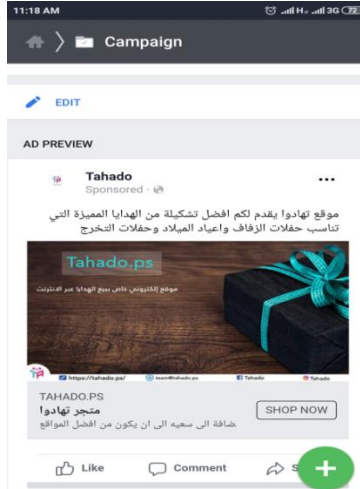 11:18 AM
H+ 3G 72
Campaign
EDIT
AD PREVIEW
Tahado
Sponsored ·
موقع تهادوا يقدم لكم افضل تشكيلة من الهدايا المميزة التي
تناسب حفلات الزفاف واعياد الميلاد وحفلات التخرج
Tahado.ps
موقع إلكتروني خاص ببيع الهدايا عبر الانترنت
https://tahado.ps/ team@tahado.ps Tahado Tahado
TAHADO.PS
متجر تهادوا
ضافة الى سعيه الى ان يكون من افضل المواقع
SHOP NOW
Like Comment S